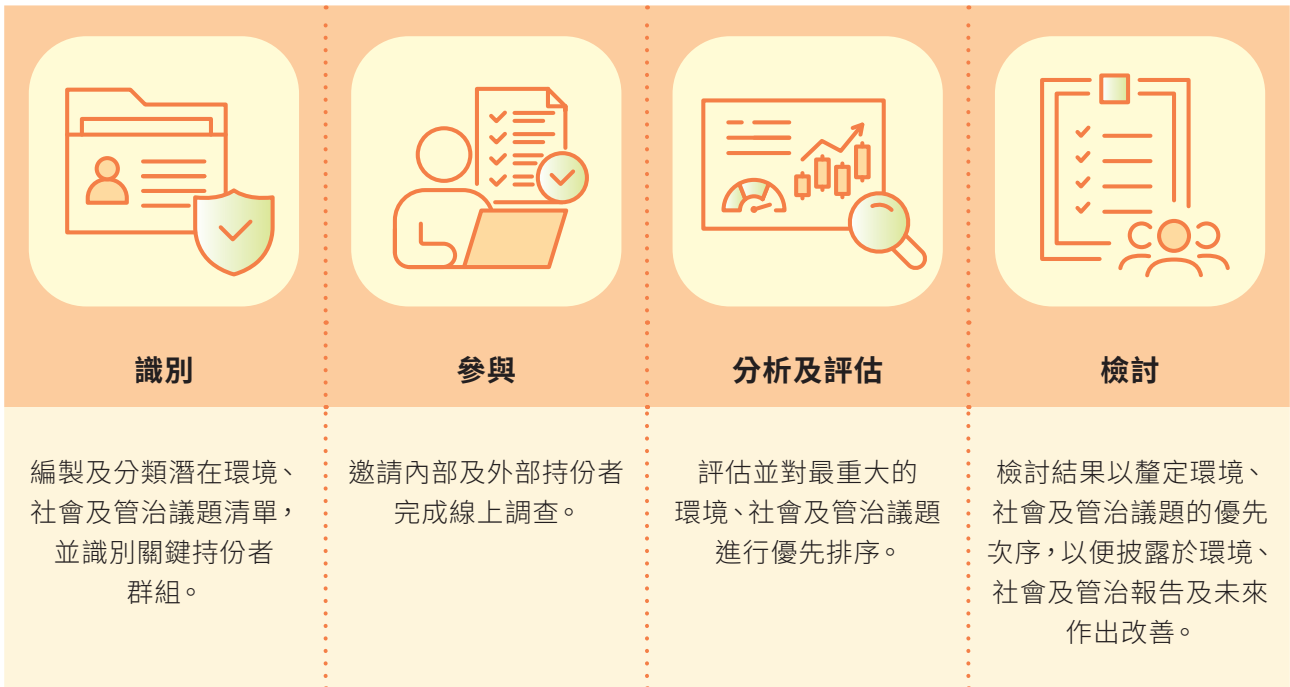 識別
編製及分類潛在環境、
社會及管治議題清單，
並識別關鍵持份者
群組。
參與
邀請內部及外部持份者
完成線上調查。
分析及評估
評估並對最重大的
環境、社會及管治議題
進行優先排序。
檢討
檢討結果以釐定環境、
社會及管治議題的優先
次序，以便披露於環境、
社會及管治報告及未來
作出改善。